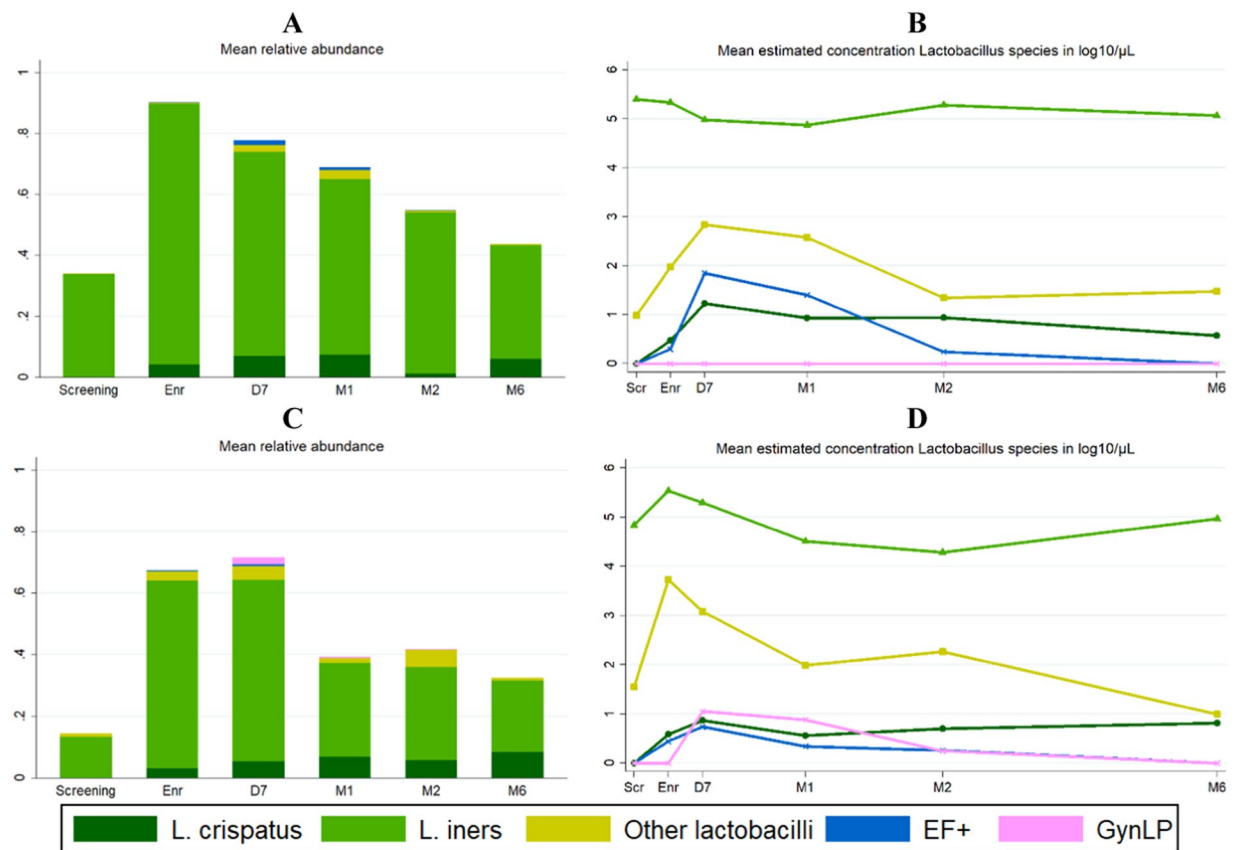 A
Mean relative abundance
1
.8
.6
.4
.2
0
Screening Enr D7 M1 M2 M6
B
Mean estimated concentration Lactobacillus species in log10/µL
6
5
4
3
2
1
0
Scr Enr D7 M1 M2 M6
C
Mean relative abundance
1
.8
.6
.4
.2
0
Screening Enr D7 M1 M2 M6
D
Mean estimated concentration Lactobacillus species in log10/µL
6
5
4
3
2
1
0
Scr Enr D7 M1 M2 M6
L. crispatus L. iners Other lactobacilli EF+ GynLP